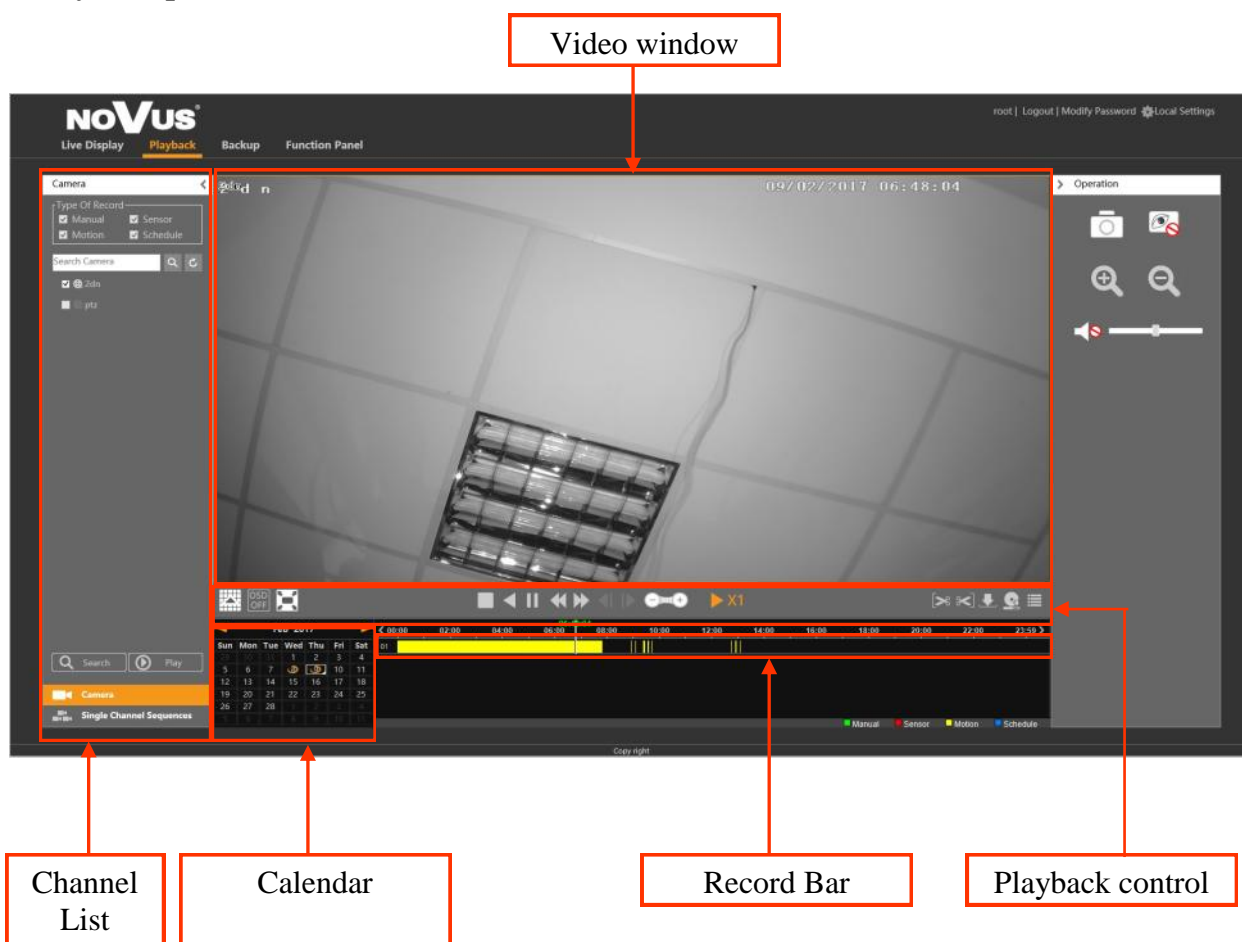 Video window
NOVUS®
root | Logout | Modify Password Local Settings
Live Display Playback Backup Function Panel
Camera <
Type Of Record
Manual Sensor
Motion Schedule
Search Camera
2dn
ptz
Search Play
Camera
Single Channel Sequences
09/02/2017 06:48:04
> Operation
OSD
OFF
X1
Feb 2017
Sun Mon Tue Wed Thu Fri Sat
1 2 3 4
5 6 7 10 11
12 13 14 15 16 17 18
19 20 21 22 23 24 25
26 27 28
< 00:00 02:00 04:00 06:00 08:00 10:00 12:00 14:00 16:00 18:00 20:00 22:00 23:59 >
01
Manual Sensor Motion Schedule
Copy right
Channel
List
Calendar
Record Bar
Playback control